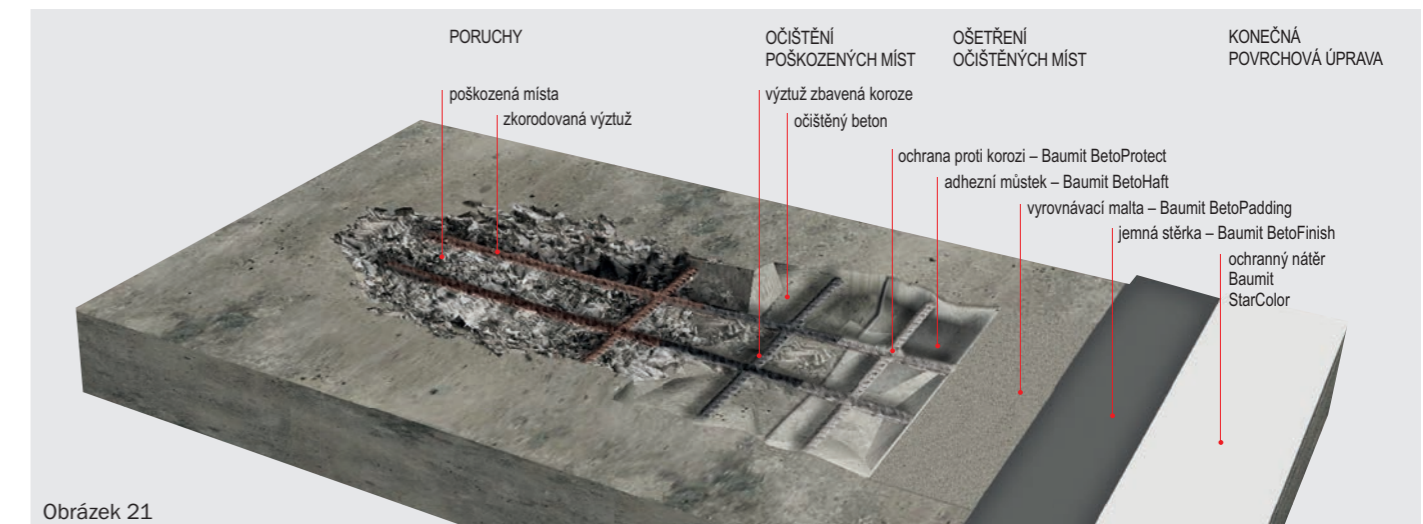 PORUCHY
OČIŠTĚNÍ
POŠKOZENÝCH MÍST
OŠETŘENÍ
OČIŠTĚNÝCH MÍST
KONEČNÁ
POVRCHOVÁ ÚPRAVA
poškozená místa
zkorodovaná výztuž
výztuž zbavená koroze
očištěný beton
ochrana proti korozi – Baumit BetoProtect
adhezní můstek – Baumit BetoHaft
vyrovnávací malta – Baumit BetoPadding
jemná stěrka – Baumit BetoFinish
ochranný nátěr
Baumit
StarColor
Obrázek 21